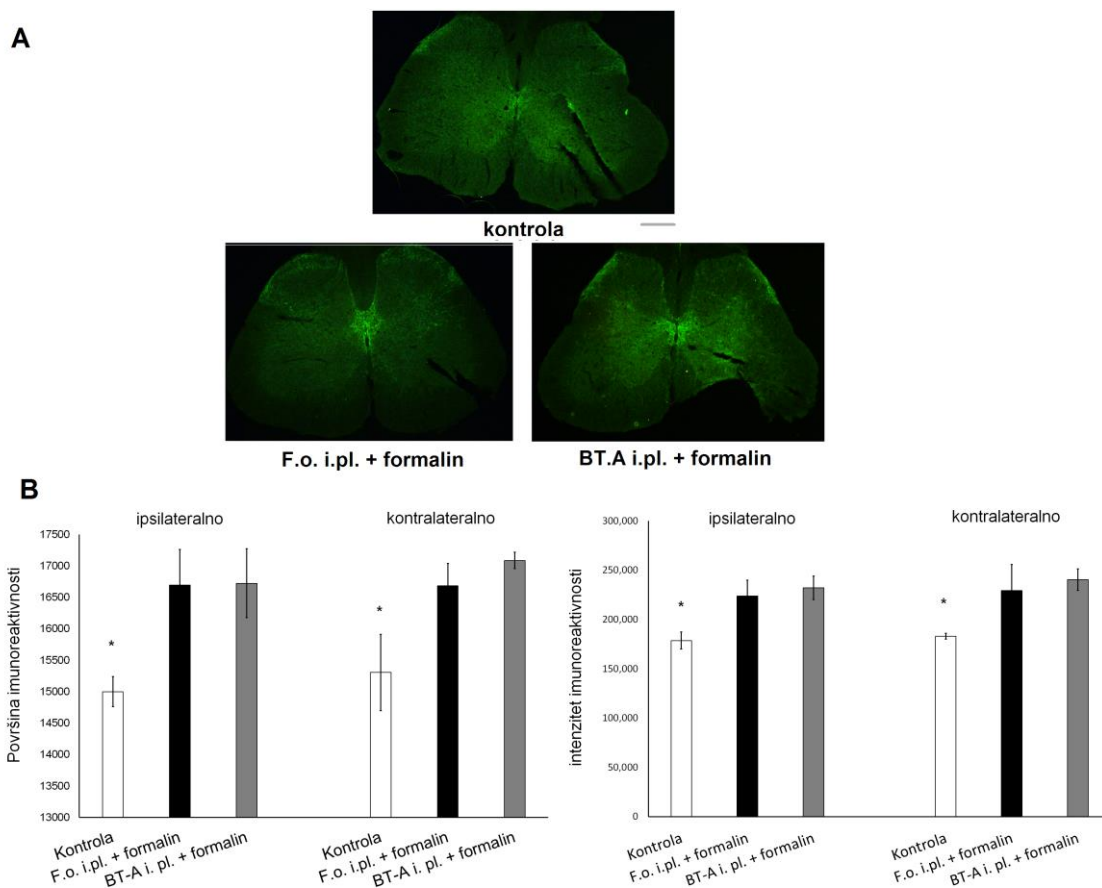 A
kontrola
F.o. i.pl. + formalin
BT.A i.pl. + formalin
B
ipsilateralno
kontralateralno
Površina imunoreaktivnosti
17500
17000
16500
16000
15500
15000
14500
14000
13500
13000
*
*
Kontrola
F.o. i.pl. + formalin
BT-A i. pl. + formalin
Kontrola
F.o. i.pl. + formalin
BT-A i. pl. + formalin
ipsilateralno
kontralateralno
intenzitet imunoreaktivnosti
300,000
250,000
200,000
150,000
100,000
50,000
0
*
*
Kontrola
F.o. i.pl. + formalin
BT-A i. pl. + formalin
Kontrola
F.o. i.pl. + formalin
BT-A i. pl. + formalin